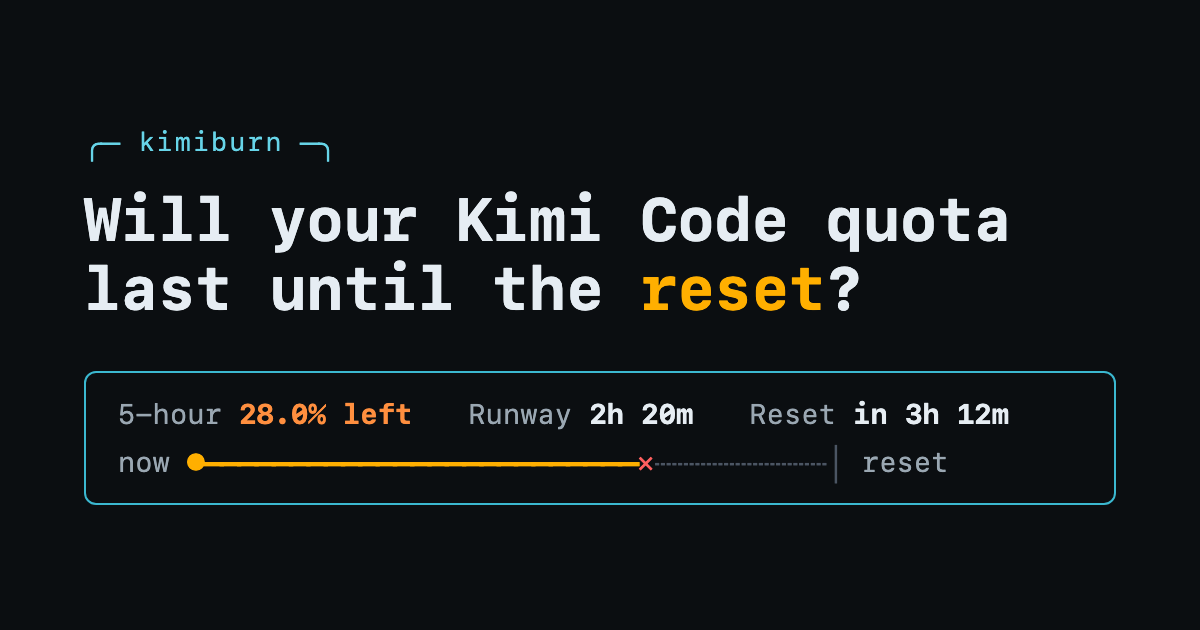 kimiburn
Will your Kimi Code quota
last until the reset?
5-hour 28.0% left Runway 2h 20m Reset in 3h 12m
now × reset